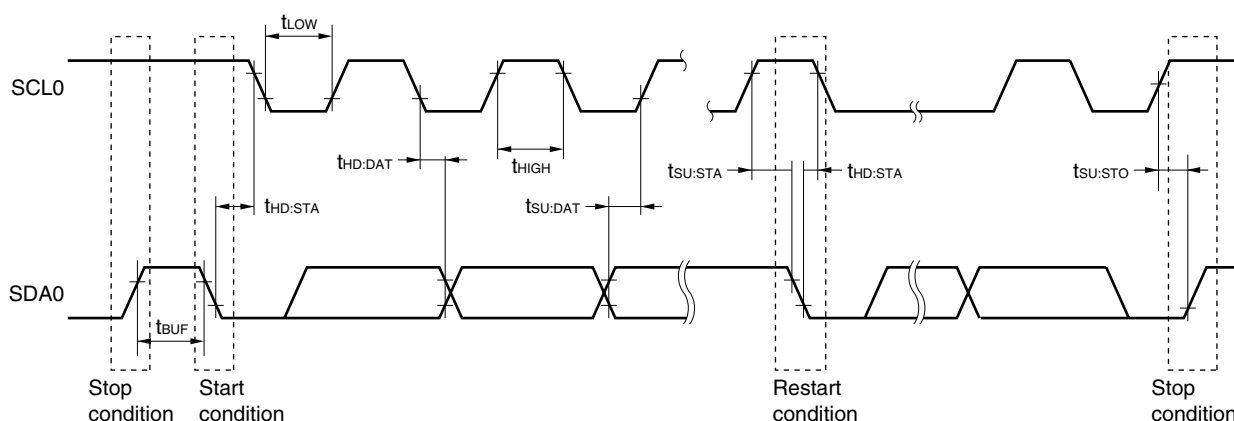 tLOW
SCL0
tHD:DAT
tHIGH
tSU:STA
tHD:STA
tSU:STO
tHD:STA
tSU:DAT
SDA0
tBUF
Stop
condition
Start
condition
Restart
condition
Stop
condition